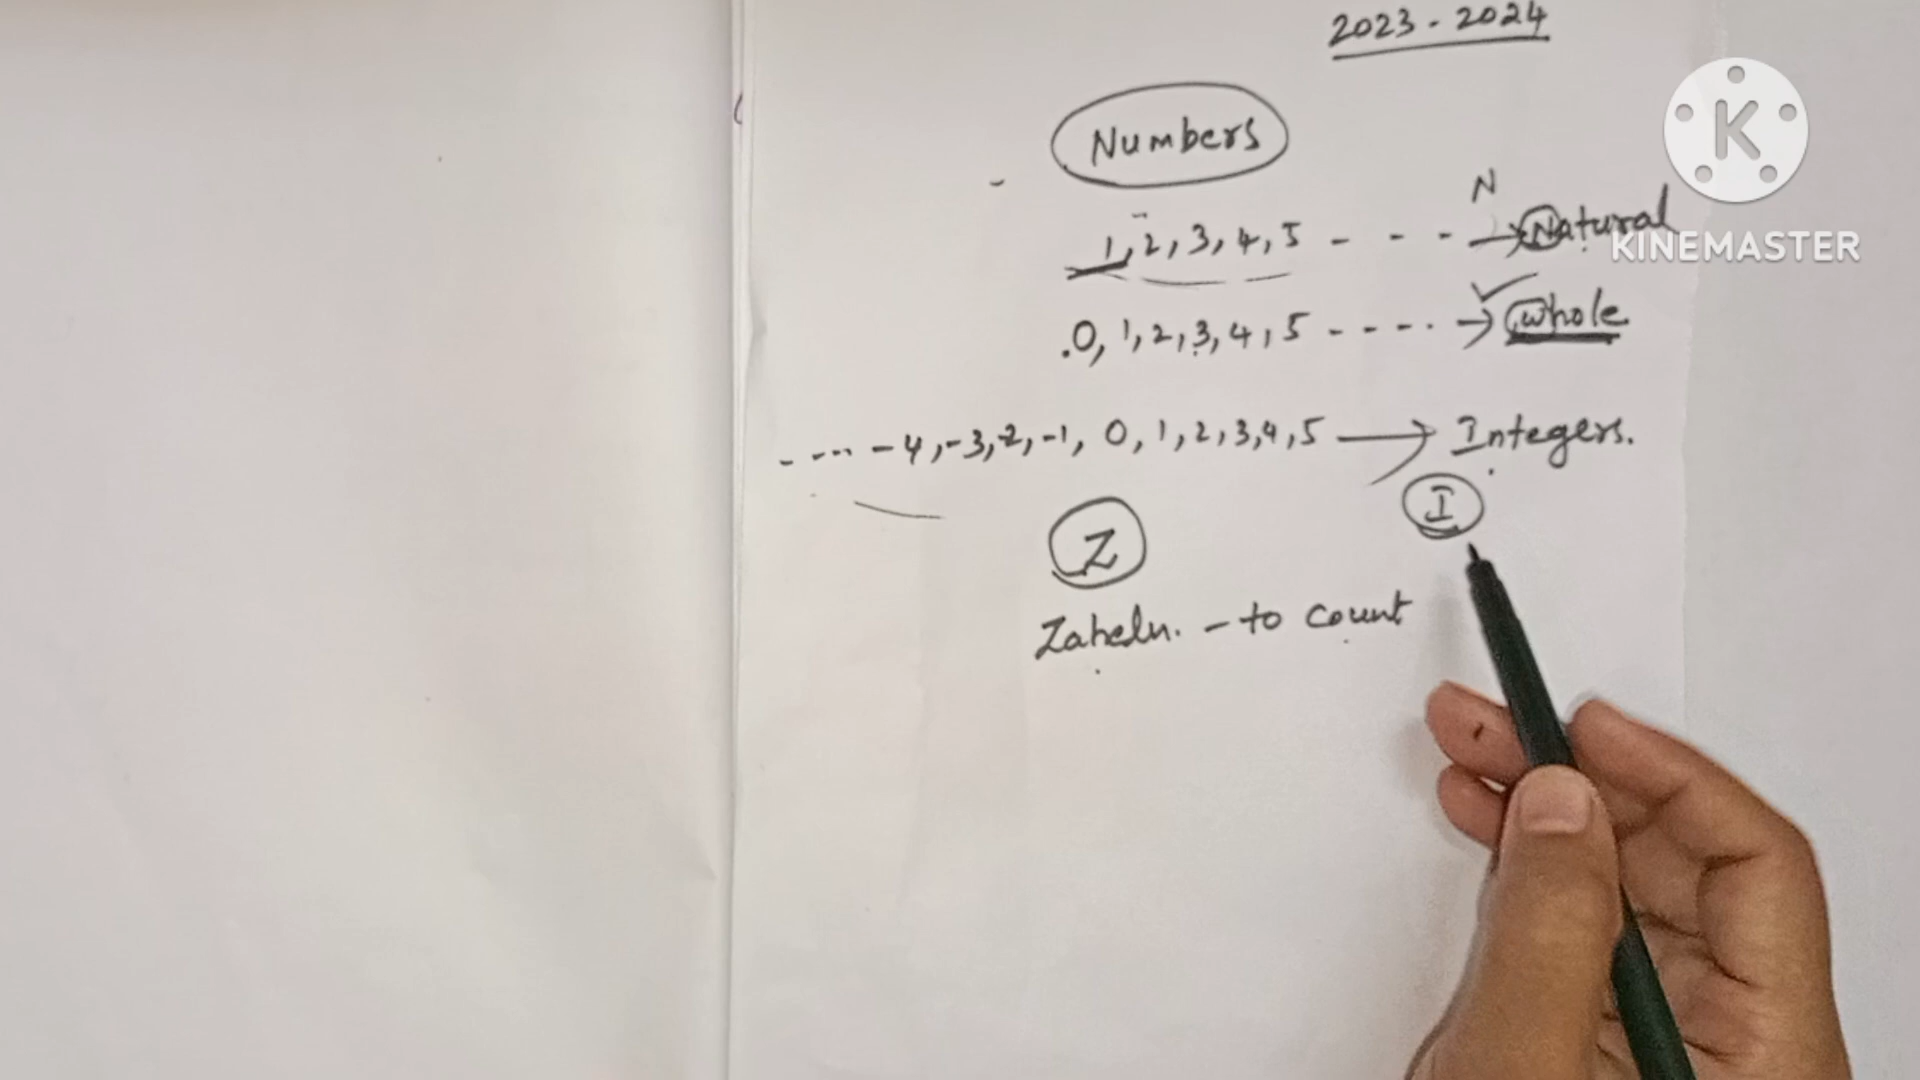 2023 - 2024
Numbers
N
1, 2, 3, 4, 5 - - - → Natural
0, 1, 2, 3, 4, 5 - - - - → Whole
- - - - -4, -3, -2, -1, 0, 1, 2, 3, 4, 5 → Integers.
I
Z
Zaheln. - to count
K
KINEMASTER